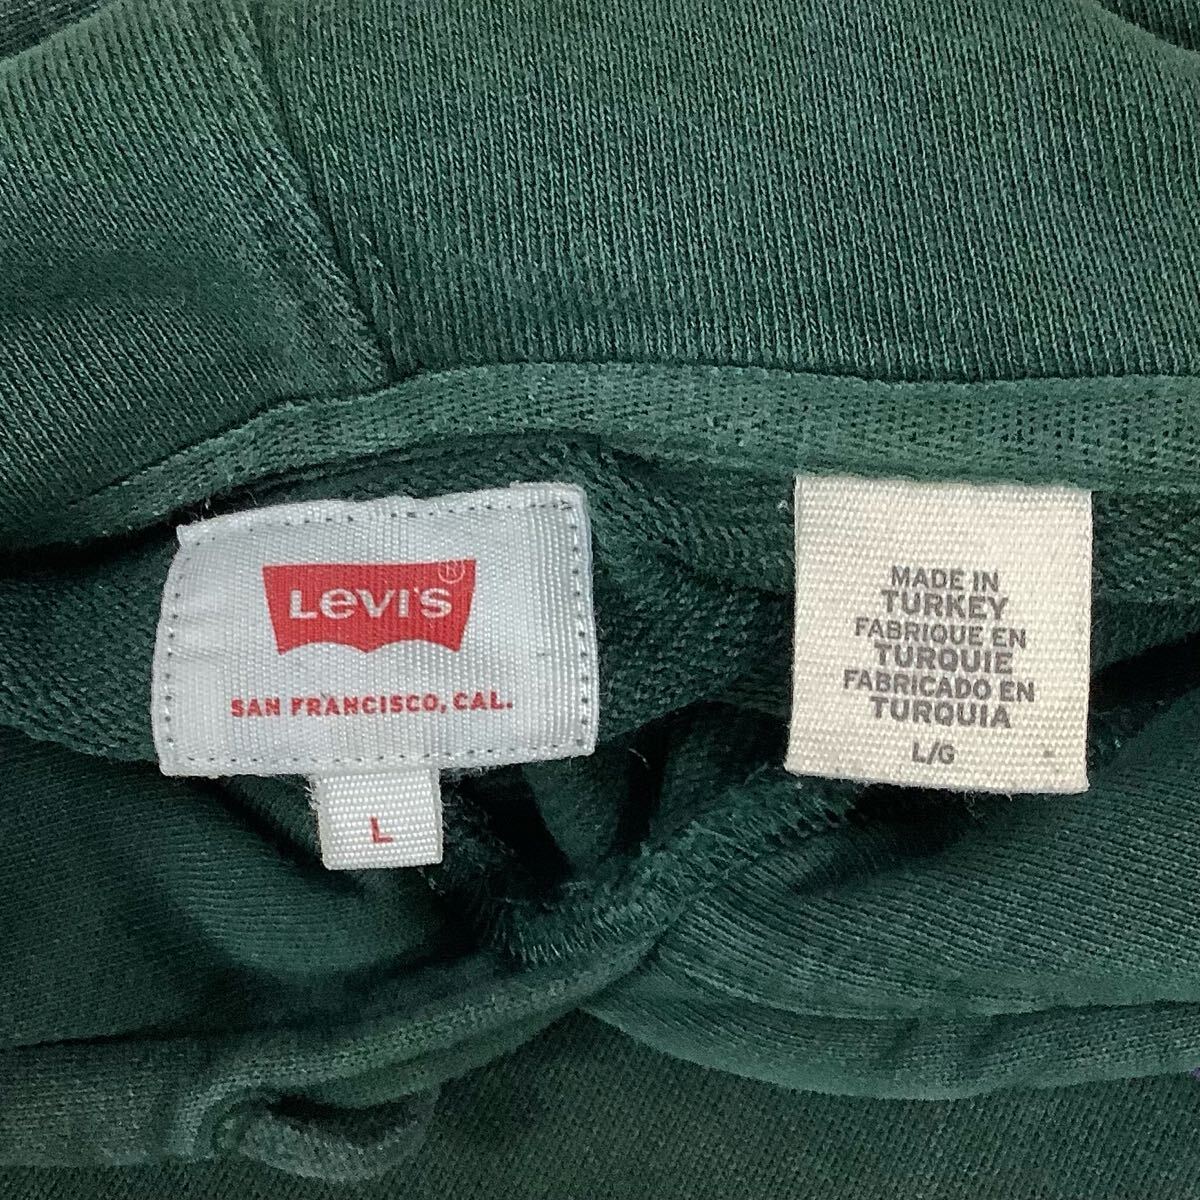 Levi's®
SAN FRANCISCO, CAL.
L
MADE IN
TURKEY
FABRIQUE EN
TURQUIE
FABRICADO EN
TURQUIA
L/G